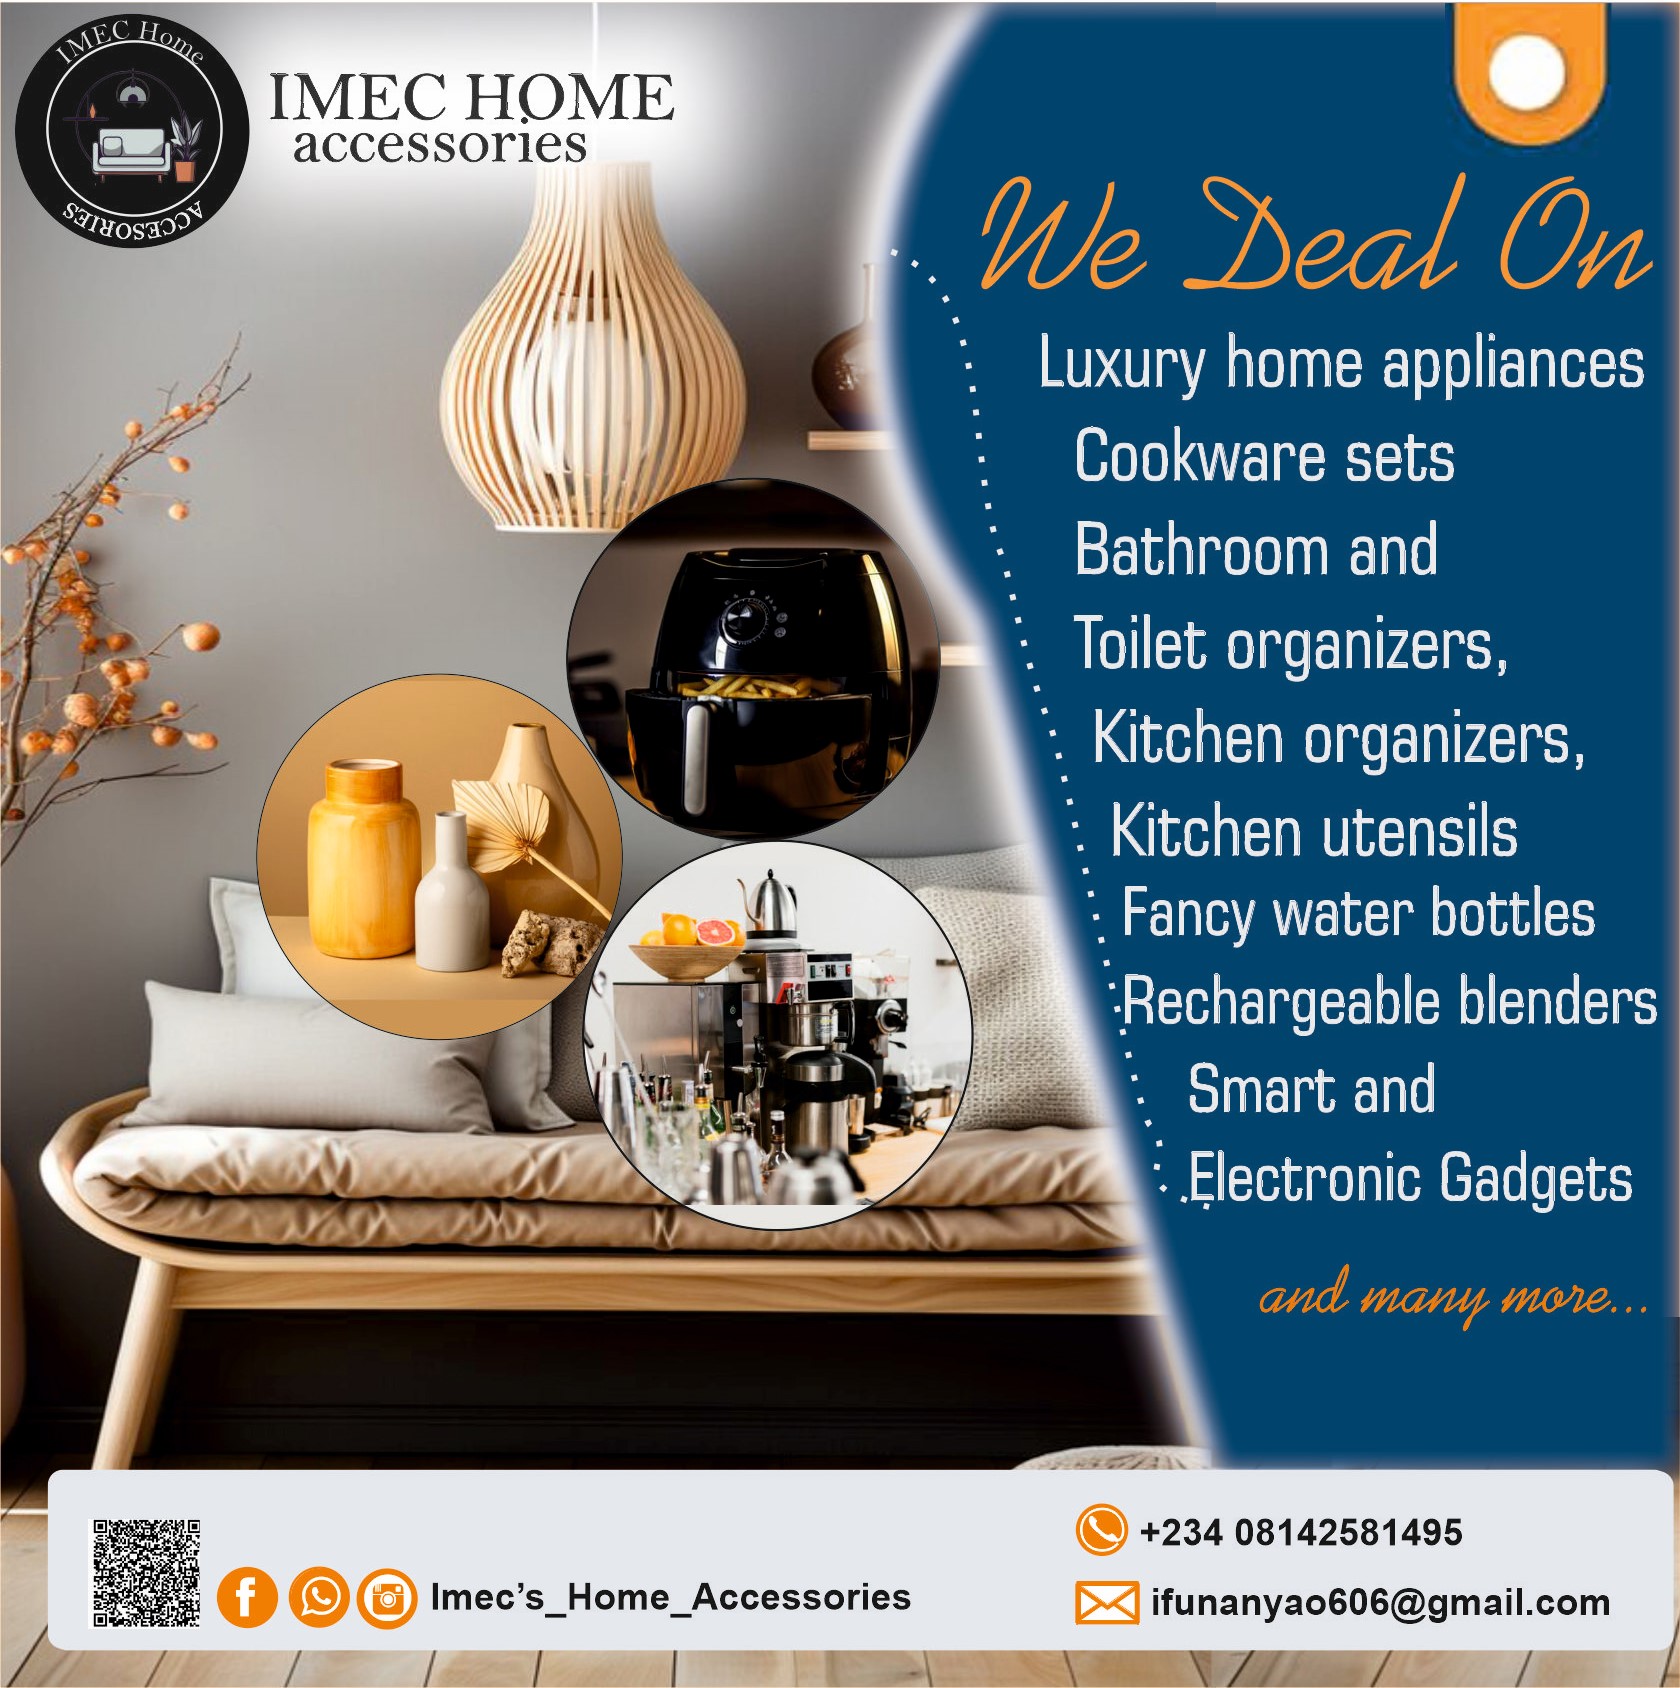 IMEC Home
ACCESORIES
IMEC HOME
accessories
We Deal On
Luxury home appliances
Cookware sets
Bathroom and
Toilet organizers,
Kitchen organizers,
Kitchen utensils
Fancy water bottles
Rechargeable blenders
Smart and
Electronic Gadgets
and many more...
Imec's_Home_Accessories
+234 08142581495
ifunanyao606@gmail.com